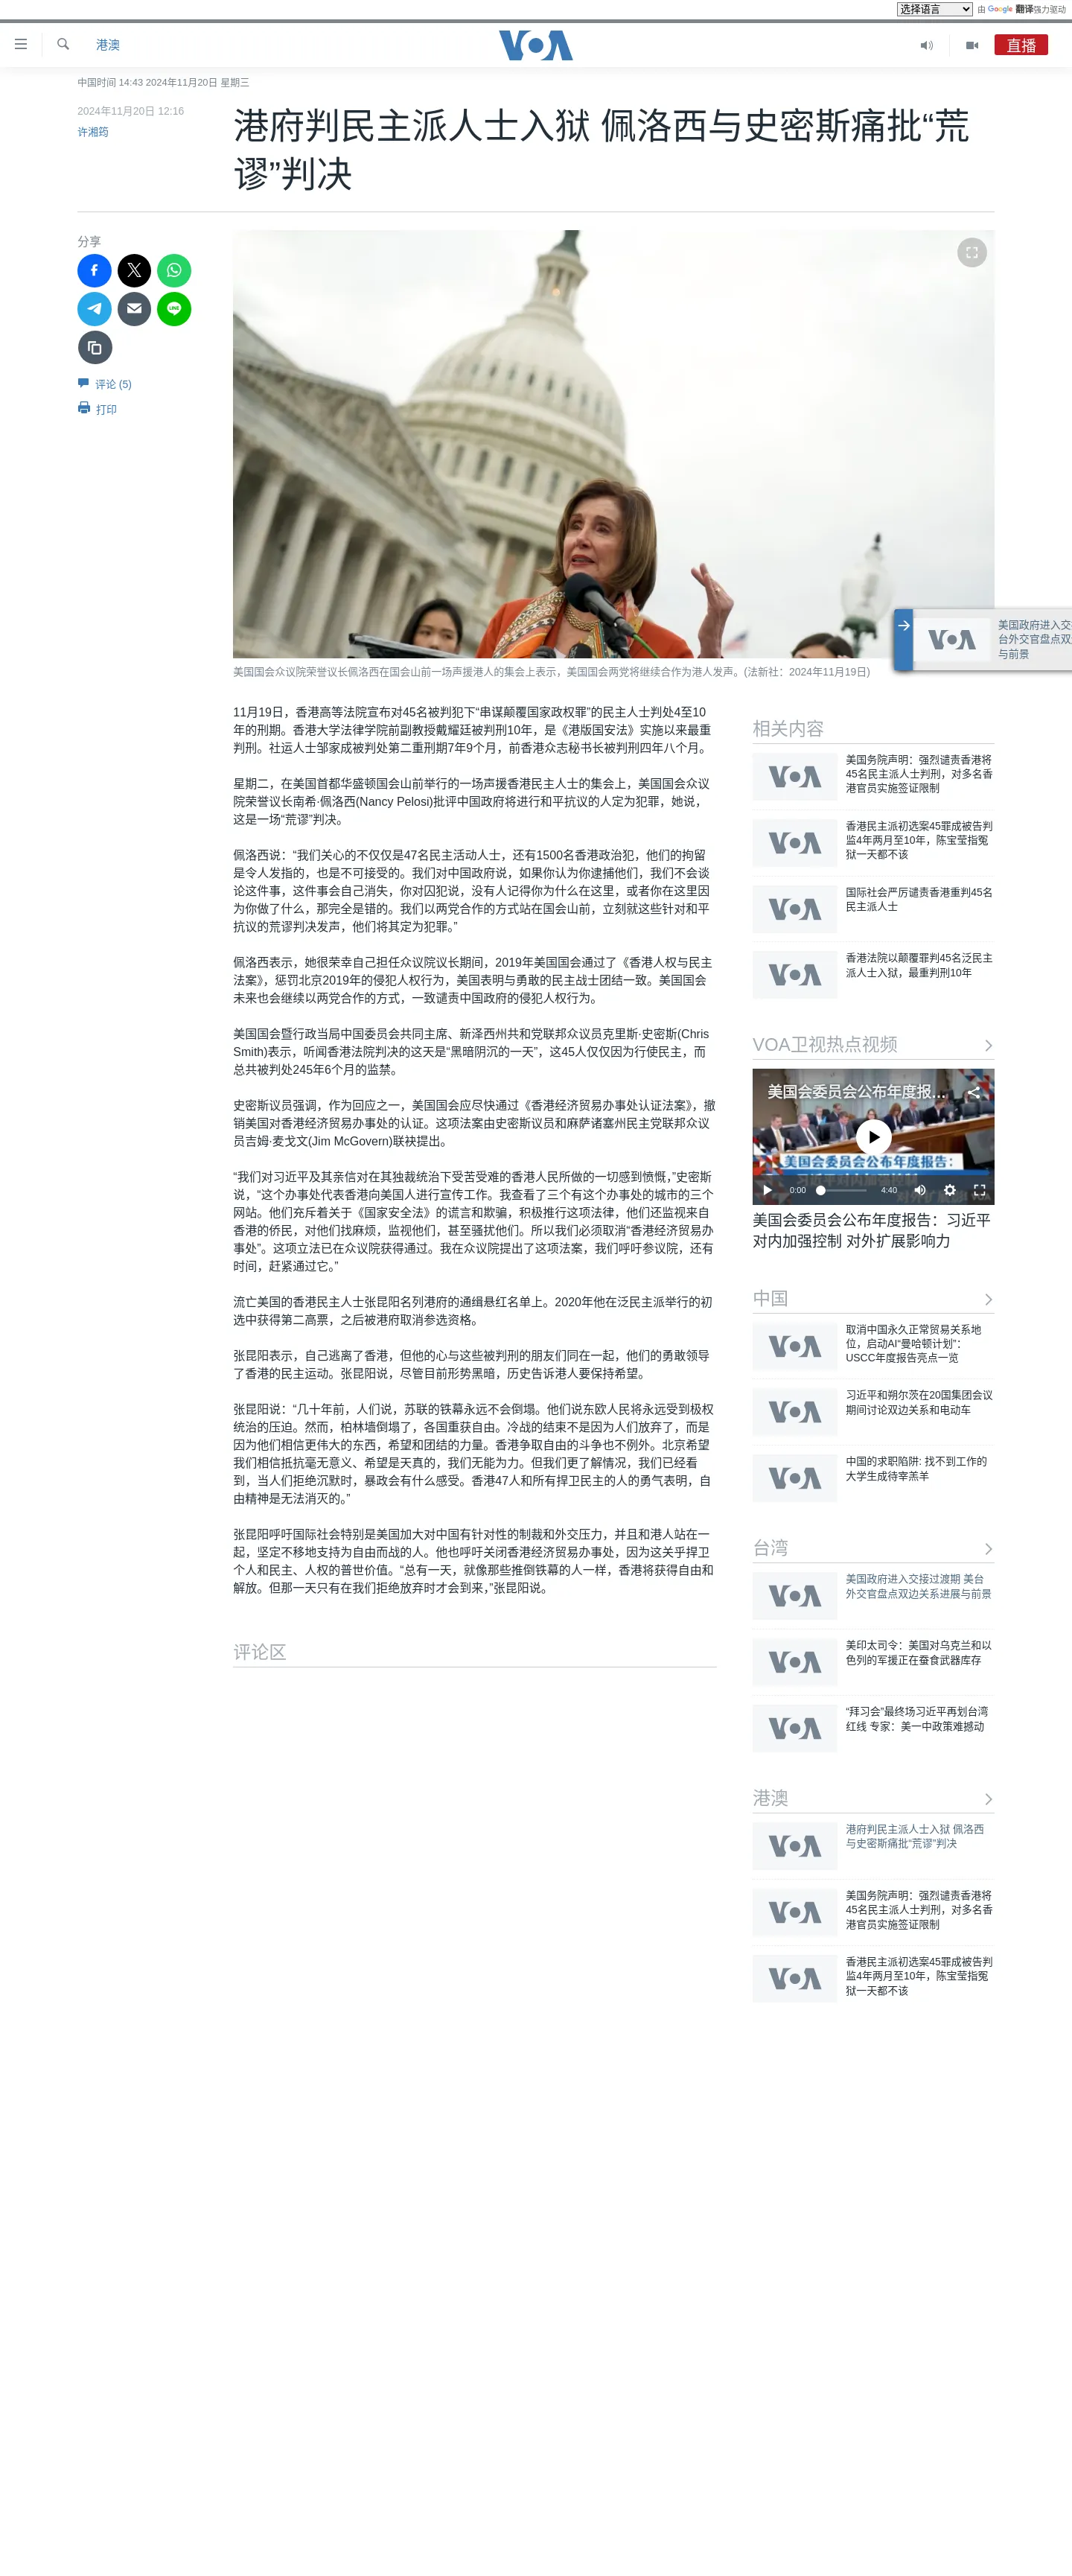 选择语言 由 Google 翻译强力驱动
港澳
VOA
直播
中国时间 14:43 2024年11月20日 星期三
2024年11月20日 12:16
许湘筠
港府判民主派人士入狱 佩洛西与史密斯痛批“荒
谬”判决
分享
评论 (5)
打印
美国国会众议院荣誉议长佩洛西在国会山前一场声援港人的集会上表示，美国国会两党将继续合作为港人发声。(法新社：2024年11月19日)
VOA
美国政府进入交
台外交官盘点双
与前景
11月19日，香港高等法院宣布对45名被判犯下“串谋颠覆国家政权罪”的民主人士判处4至10
年的刑期。香港大学法律学院前副教授戴耀廷被判刑10年，是《港版国安法》实施以来最重
判刑。社运人士邹家成被判处第二重刑期7年9个月，前香港众志秘书长被判刑四年八个月。
星期二，在美国首都华盛顿国会山前举行的一场声援香港民主人士的集会上，美国国会众议
院荣誉议长南希·佩洛西(Nancy Pelosi)批评中国政府将进行和平抗议的人定为犯罪，她说，
这是一场“荒谬”判决。
佩洛西说：“我们关心的不仅仅是47名民主活动人士，还有1500名香港政治犯，他们的拘留
是令人发指的，也是不可接受的。我们对中国政府说，如果你认为你逮捕他们，我们不会谈
论这件事，这件事会自己消失，你对囚犯说，没有人记得你为什么在这里，或者你在这里因
为你做了什么，那完全是错的。我们以两党合作的方式站在国会山前，立刻就这些针对和平
抗议的荒谬判决发声，他们将其定为犯罪。”
佩洛西表示，她很荣幸自己担任众议院议长期间，2019年美国国会通过了《香港人权与民主
法案》，惩罚北京2019年的侵犯人权行为，美国表明与勇敢的民主战士团结一致。美国国会
未来也会继续以两党合作的方式，一致谴责中国政府的侵犯人权行为。
美国国会暨行政当局中国委员会共同主席、新泽西州共和党联邦众议员克里斯·史密斯(Chris
Smith)表示，听闻香港法院判决的这天是“黑暗阴沉的一天”，这45人仅仅因为行使民主，而
总共被判处245年6个月的监禁。
史密斯议员强调，作为回应之一，美国国会应尽快通过《香港经济贸易办事处认证法案》，撤
销美国对香港经济贸易办事处的认证。这项法案由史密斯议员和麻萨诸塞州民主党联邦众议
员吉姆·麦戈文(Jim McGovern)联袂提出。
“我们对习近平及其亲信对在其独裁统治下受苦受难的香港人民所做的一切感到愤慨，”史密斯
说，“这个办事处代表香港向美国人进行宣传工作。我查看了三个有这个办事处的城市的三个
网站。他们充斥着关于《国家安全法》的谎言和欺骗，积极推行这项法律，他们还监视来自
香港的侨民，对他们找麻烦，监视他们，甚至骚扰他们。所以我们必须取消“香港经济贸易办
事处”。这项立法已在众议院获得通过。我在众议院提出了这项法案，我们呼吁参议院，还有
时间，赶紧通过它。”
流亡美国的香港民主人士张昆阳名列港府的通缉悬红名单上。2020年他在泛民主派举行的初
选中获得第二高票，之后被港府取消参选资格。
张昆阳表示，自己逃离了香港，但他的心与这些被判刑的朋友们同在一起，他们的勇敢领导
了香港的民主运动。张昆阳说，尽管目前形势黑暗，历史告诉港人要保持希望。
张昆阳说：“几十年前，人们说，苏联的铁幕永远不会倒塌。他们说东欧人民将永远受到极权
统治的压迫。然而，柏林墙倒塌了，各国重获自由。冷战的结束不是因为人们放弃了，而是
因为他们相信更伟大的东西，希望和团结的力量。香港争取自由的斗争也不例外。北京希望
我们相信抵抗毫无意义、希望是天真的，我们无能为力。但我们更了解情况，我们已经看
到，当人们拒绝沉默时，暴政会有什么感受。香港47人和所有捍卫民主的人的勇气表明，自
由精神是无法消灭的。”
张昆阳呼吁国际社会特别是美国加大对中国有针对性的制裁和外交压力，并且和港人站在一
起，坚定不移地支持为自由而战的人。他也呼吁关闭香港经济贸易办事处，因为这关乎捍卫
个人和民主、人权的普世价值。“总有一天，就像那些推倒铁幕的人一样，香港将获得自由和
解放。但那一天只有在我们拒绝放弃时才会到来，”张昆阳说。
评论区
相关内容
VOA
美国务院声明：强烈谴责香港将
45名民主派人士判刑，对多名香
港官员实施签证限制
VOA
香港民主派初选案45罪成被告判
监4年两月至10年，陈宝莹指冤
狱一天都不该
VOA
国际社会严厉谴责香港重判45名
民主派人士
VOA
香港法院以颠覆罪判45名泛民主
派人士入狱，最重判刑10年
VOA卫视热点视频
美国会委员会公布年度报...
美国会委员会公布年度报告：
0:00
4:40
美国会委员会公布年度报告：习近平
对内加强控制 对外扩展影响力
中国
VOA
取消中国永久正常贸易关系地
位，启动AI“曼哈顿计划”：
USCC年度报告亮点一览
VOA
习近平和朔尔茨在20国集团会议
期间讨论双边关系和电动车
VOA
中国的求职陷阱: 找不到工作的
大学生成待宰羔羊
台湾
VOA
美国政府进入交接过渡期 美台
外交官盘点双边关系进展与前景
VOA
美印太司令：美国对乌克兰和以
色列的军援正在蚕食武器库存
VOA
“拜习会”最终场习近平再划台湾
红线 专家：美一中政策难撼动
港澳
VOA
港府判民主派人士入狱 佩洛西
与史密斯痛批“荒谬”判决
VOA
美国务院声明：强烈谴责香港将
45名民主派人士判刑，对多名香
港官员实施签证限制
VOA
香港民主派初选案45罪成被告判
监4年两月至10年，陈宝莹指冤
狱一天都不该